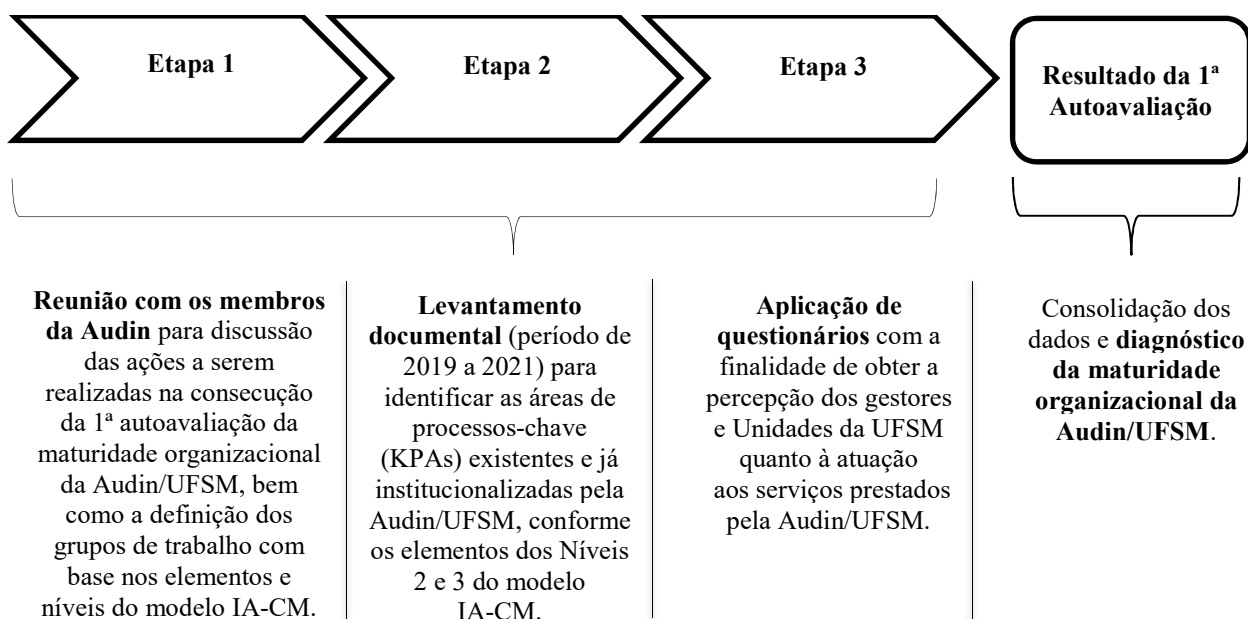 Etapa 1
Etapa 2
Etapa 3
Resultado da 1ª
Autoavaliação
Reunião com os membros
da Audin para discussão
das ações a serem
realizadas na consecução
da 1ª autoavaliação da
maturidade organizacional
da Audin/UFSM, bem
como a definição dos
grupos de trabalho com
base nos elementos e
níveis do modelo IA-CM.
Levantamento
documental (período de
2019 a 2021) para
identificar as áreas de
processos-chave
(KPAs) existentes e já
institucionalizadas pela
Audin/UFSM, conforme
os elementos dos Níveis
2 e 3 do modelo
IA-CM.
Aplicação de
questionários com a
finalidade de obter a
percepção dos gestores
e Unidades da UFSM
quanto à atuação
aos serviços prestados
pela Audin/UFSM.
Consolidação dos
dados e diagnóstico
da maturidade
organizacional da
Audin/UFSM.